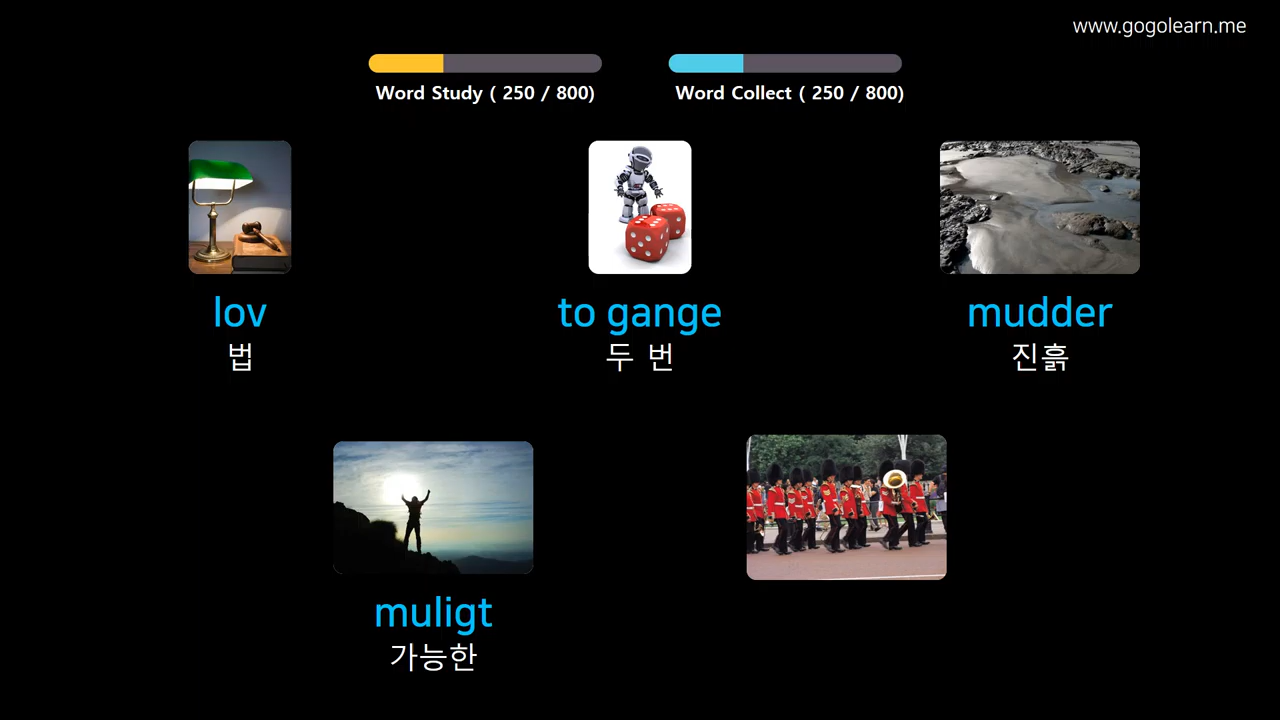 www.gogolearn.me
Word Study ( 250 / 800)
Word Collect ( 250 / 800)
lov
법
to gange
두 번
mudder
진흙
muligt
가능한